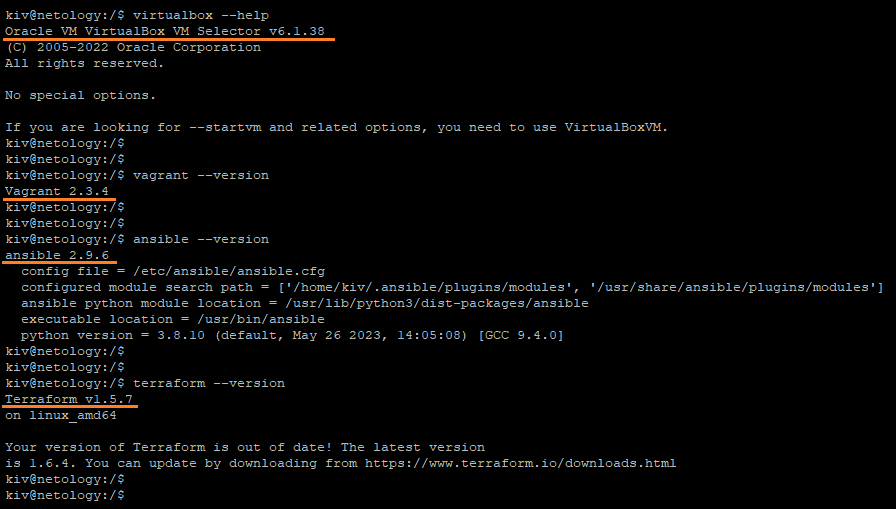 kiv@netology:/$ virtualbox --help
Oracle VM VirtualBox VM Selector v6.1.38
(C) 2005-2022 Oracle Corporation
All rights reserved.
No special options.
If you are looking for --startvm and related options, you need to use VirtualBoxVM.
kiv@netology:/$
kiv@netology:/$
kiv@netology:/$ vagrant --version
Vagrant 2.3.4
kiv@netology:/$
kiv@netology:/$
kiv@netology:/$ ansible --version
ansible 2.9.6
  config file = /etc/ansible/ansible.cfg
  configured module search path = ['/home/kiv/.ansible/plugins/modules', '/usr/share/ansible/plugins/modules']
  ansible python module location = /usr/lib/python3/dist-packages/ansible
  executable location = /usr/bin/ansible
  python version = 3.8.10 (default, May 26 2023, 14:05:08) [GCC 9.4.0]
kiv@netology:/$
kiv@netology:/$
kiv@netology:/$ terraform --version
Terraform v1.5.7
on linux_amd64
Your version of Terraform is out of date! The latest version
is 1.6.4. You can update by downloading from https://www.terraform.io/downloads.html
kiv@netology:/$
kiv@netology:/$